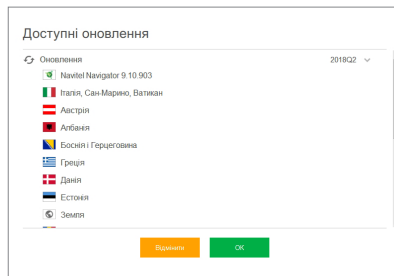 Доступні оновлення
Оновлення 2018Q2
Navitel Navigator 9.10.903
Італія, Сан-Марино, Ватикан
Австрія
Албанія
Боснія і Герцеговина
Греція
Данія
Естонія
Земля
Відмінити OK